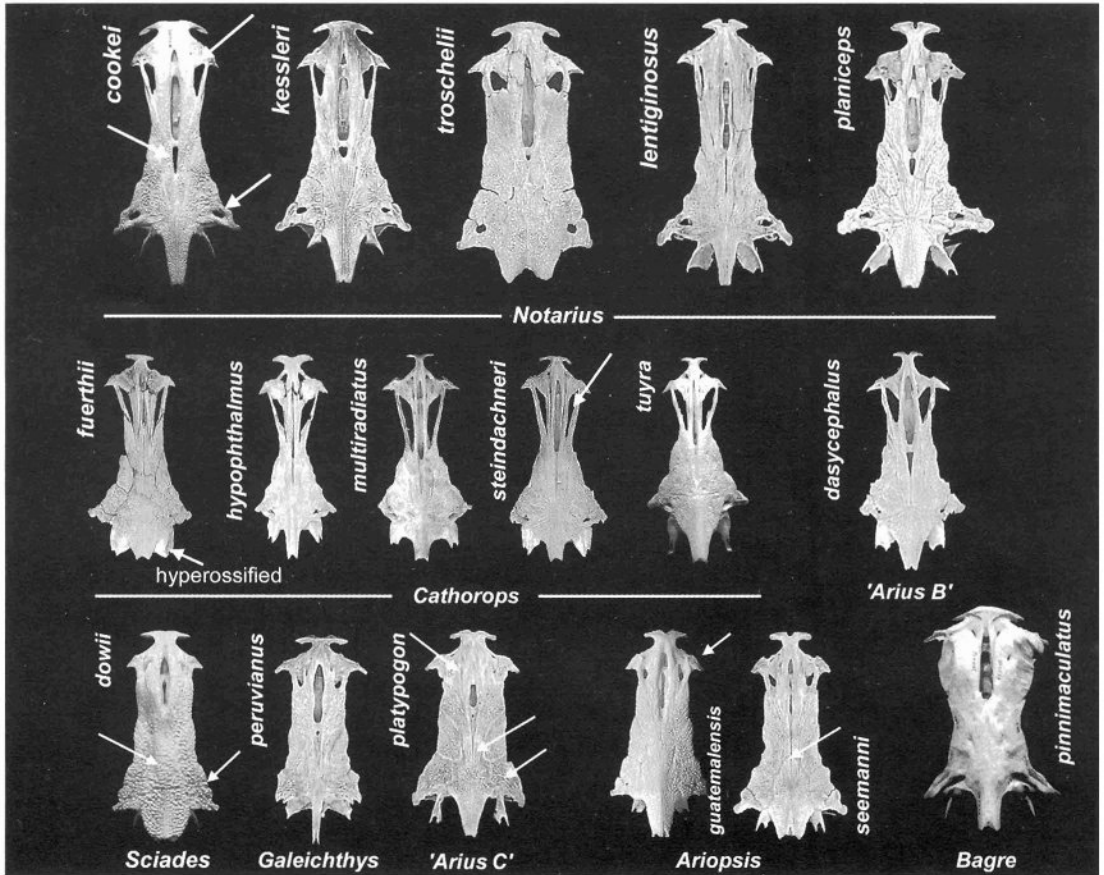 cookei
kessleri
troschelii
lentiginosus
planiceps
Notarius
fuerthii
hypophthalmus
multiradiatus
steindachneri
tuyra
dasycephalus
hyperossified
Cathorops
'Arius B'
dowii
peruvianus
platypogon
guatemalensis
seemanni
pinnimaculatus
Sciades
Galeichthys
'Arius C'
Ariopsis
Bagre